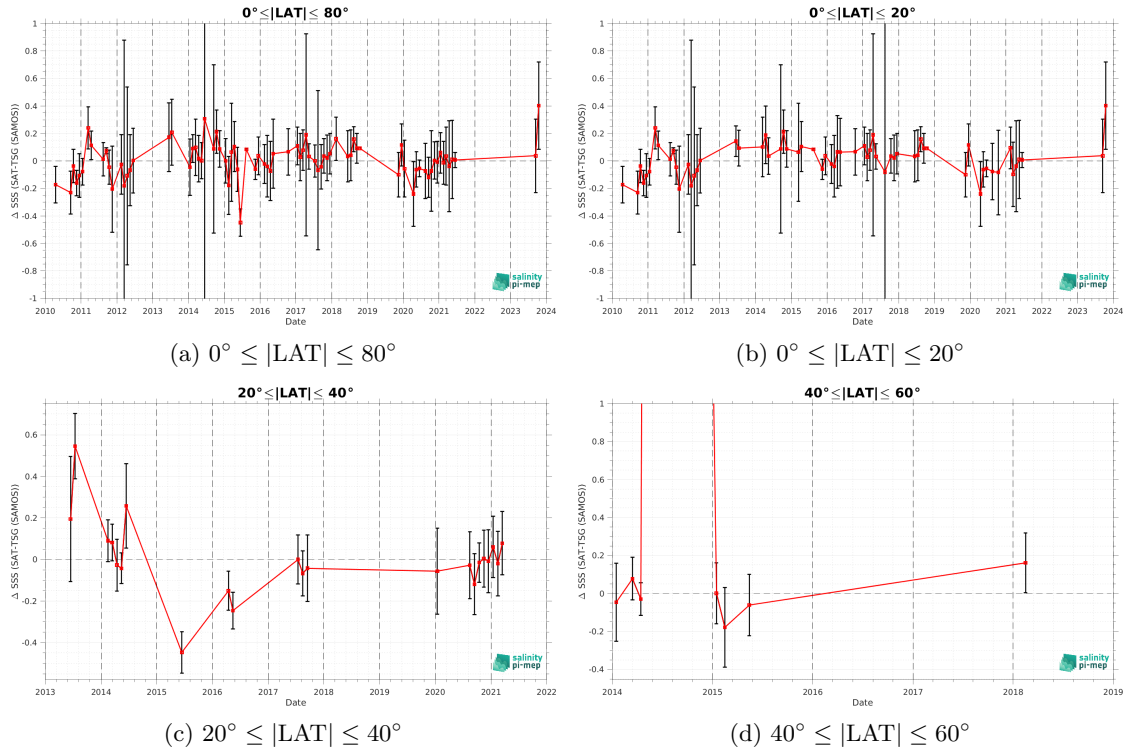 0°≤|LAT|≤ 80°
Δ SSS (SAT-TSG (SAMOS))
1
0.8
0.6
0.4
0.2
0
-0.2
-0.4
-0.6
-0.8
-1
2010 2011 2012 2013 2014 2015 2016 2017 2018 2019 2020 2021 2022 2023 2024
Date
salinity
pi-mep
(a) 0° ≤ |LAT| ≤ 80°
0°≤|LAT|≤ 20°
Δ SSS (SAT-TSG (SAMOS))
1
0.8
0.6
0.4
0.2
0
-0.2
-0.4
-0.6
-0.8
-1
2010 2011 2012 2013 2014 2015 2016 2017 2018 2019 2020 2021 2022 2023 2024
Date
salinity
pi-mep
(b) 0° ≤ |LAT| ≤ 20°
20°≤|LAT|≤ 40°
Δ SSS (SAT-TSG (SAMOS))
0.6
0.4
0.2
0
-0.2
-0.4
2013 2014 2015 2016 2017 2018 2019 2020 2021 2022
Date
salinity
pi-mep
(c) 20° ≤ |LAT| ≤ 40°
40°≤|LAT|≤ 60°
Δ SSS (SAT-TSG (SAMOS))
1
0.8
0.6
0.4
0.2
0
-0.2
-0.4
2014 2015 2016 2017 2018 2019
Date
salinity
pi-mep
(d) 40° ≤ |LAT| ≤ 60°